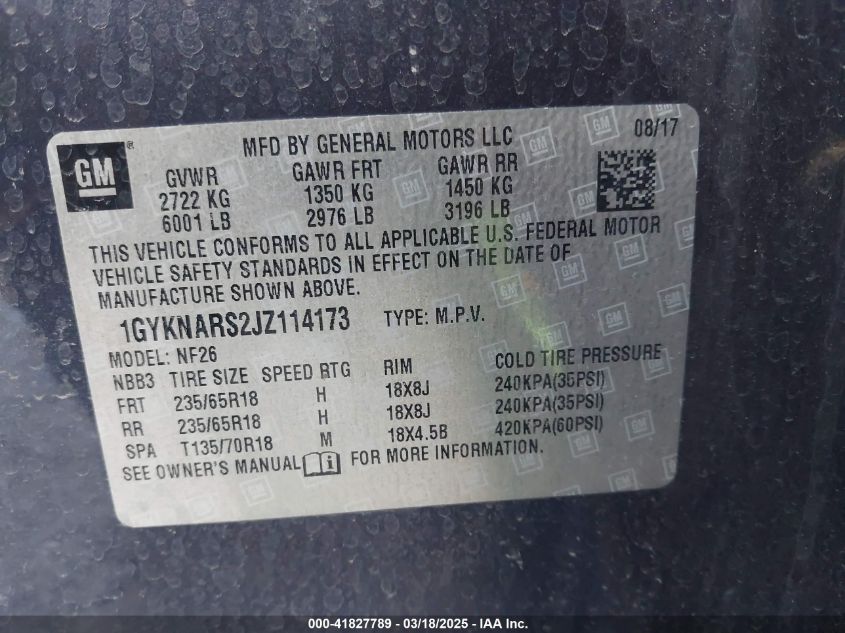 GM
®
MFD BY GENERAL MOTORS LLC
08/17
GVWR GAWR FRT GAWR RR
2722 KG 1350 KG 1450 KG
6001 LB 2976 LB 3196 LB
THIS VEHICLE CONFORMS TO ALL APPLICABLE U.S. FEDERAL MOTOR
VEHICLE SAFETY STANDARDS IN EFFECT ON THE DATE OF
MANUFACTURE SHOWN ABOVE.
1GYKNARS2JZ114173 TYPE: M.P.V.
MODEL: NF26
NBB3 TIRE SIZE SPEED RTG RIM COLD TIRE PRESSURE
FRT 235/65R18 H 18X8J 240KPA(35PSI)
RR 235/65R18 H 18X8J 240KPA(35PSI)
SPA T135/70R18 M 18X4.5B 420KPA(60PSI)
SEE OWNER'S MANUAL FOR MORE INFORMATION.
000-41827789 - 03/18/2025 - IAA Inc.